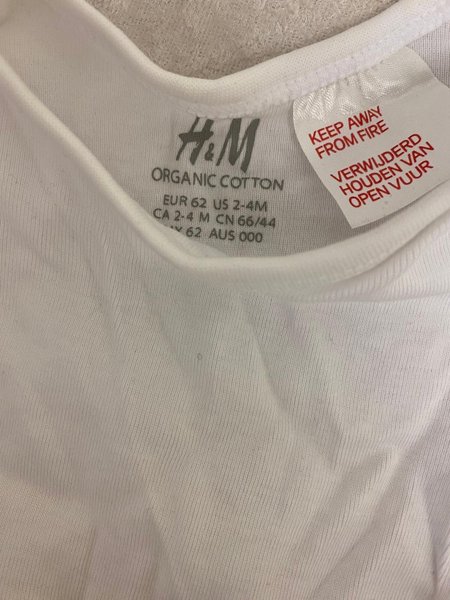 H&M
ORGANIC COTTON
EUR 62 US 2-4M
CA 2-4 M CN 66/44
62 AUS 000
KEEP AWAY
FROM FIRE
VERWIJDERD
HOUDEN VAN
OPEN VUUR